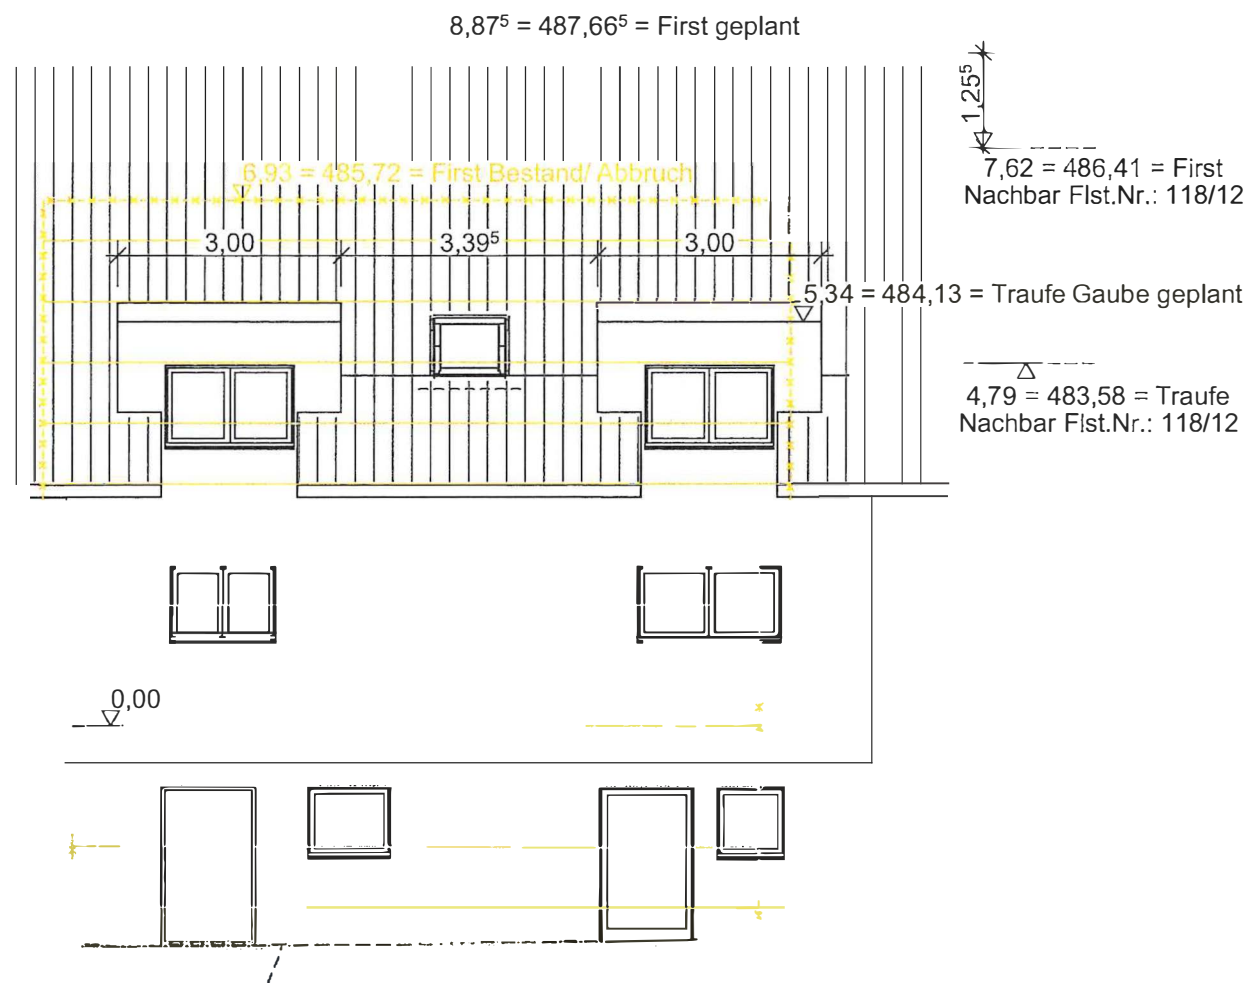 8,87⁵ = 487,66⁵ = First geplant
1,25⁵
7,62 = 486,41 = First
Nachbar Flst.Nr.: 118/12
6,93 = 485,72 = First Bestand/ Abbruch
3,00
3,39⁵
3,00
5,34 = 484,13 = Traufe Gaube geplant
4,79 = 483,58 = Traufe
Nachbar Flst.Nr.: 118/12
0,00